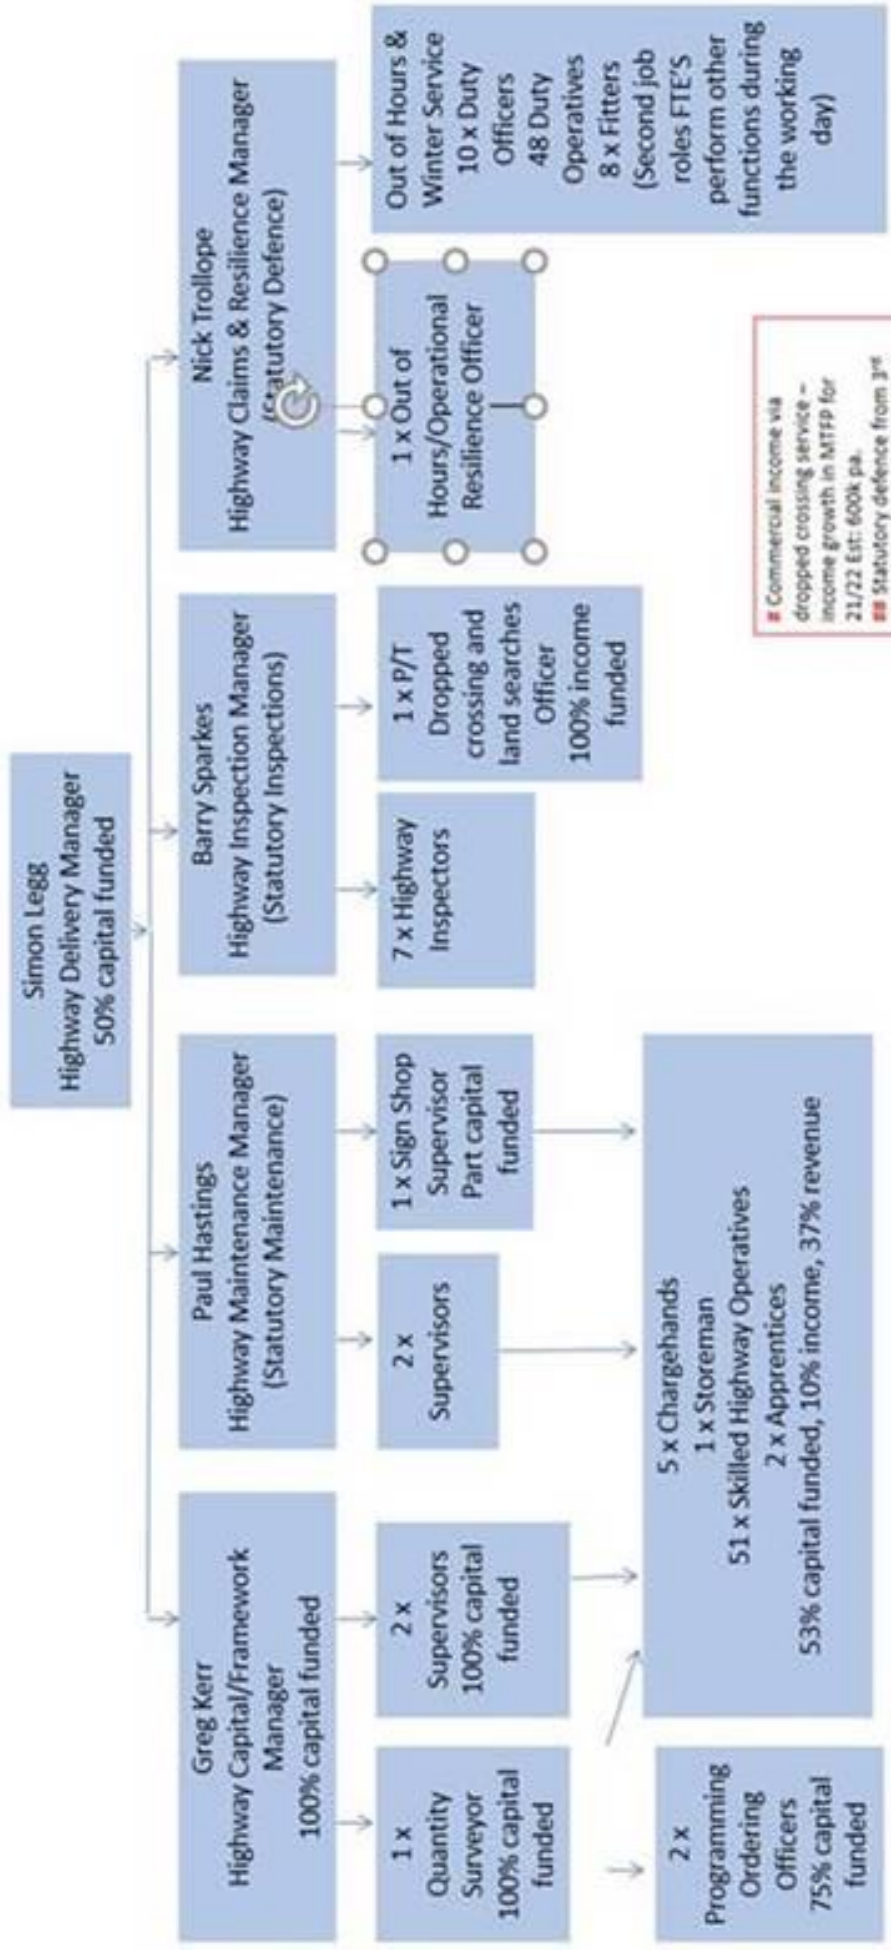 Simon Legg
Highway Delivery Manager
50% capital funded
Greg Kerr
Highway Capital/Framework
Manager
100% capital funded
Paul Hastings
Highway Maintenance Manager
(Statutory Maintenance)
Barry Sparkes
Highway Inspection Manager
(Statutory Inspections)
Nick Trollope
Highway Claims & Resilience Manager
(Statutory Defence)
1 x
Quantity
Surveyor
100% capital
funded
2 x
Supervisors
100% capital
funded
2 x
Supervisors
1 x Sign Shop
Supervisor
Part capital
funded
7 x Highway
Inspectors
1 x P/T
Dropped
crossing and
land searches
Officer
100% income
funded
1 x Out of
Hours/Operational
Resilience Officer
Out of Hours &
Winter Service
10 x Duty
Officers
48 Duty
Operatives
8 x Fitters
(Second job
roles FTE'S
perform other
functions during
the working
day)
2 x
Programming
Ordering
Officers
75% capital
funded
5 x Chargehands
1 x Storeman
51 x Skilled Highway Operatives
2 x Apprentices
53% capital funded, 10% income, 37% revenue
# Commercial income via
dropped crossing service –
income growth in MTFP for
21/22 Est: 600k pa.
## Statutory defence from 3rd